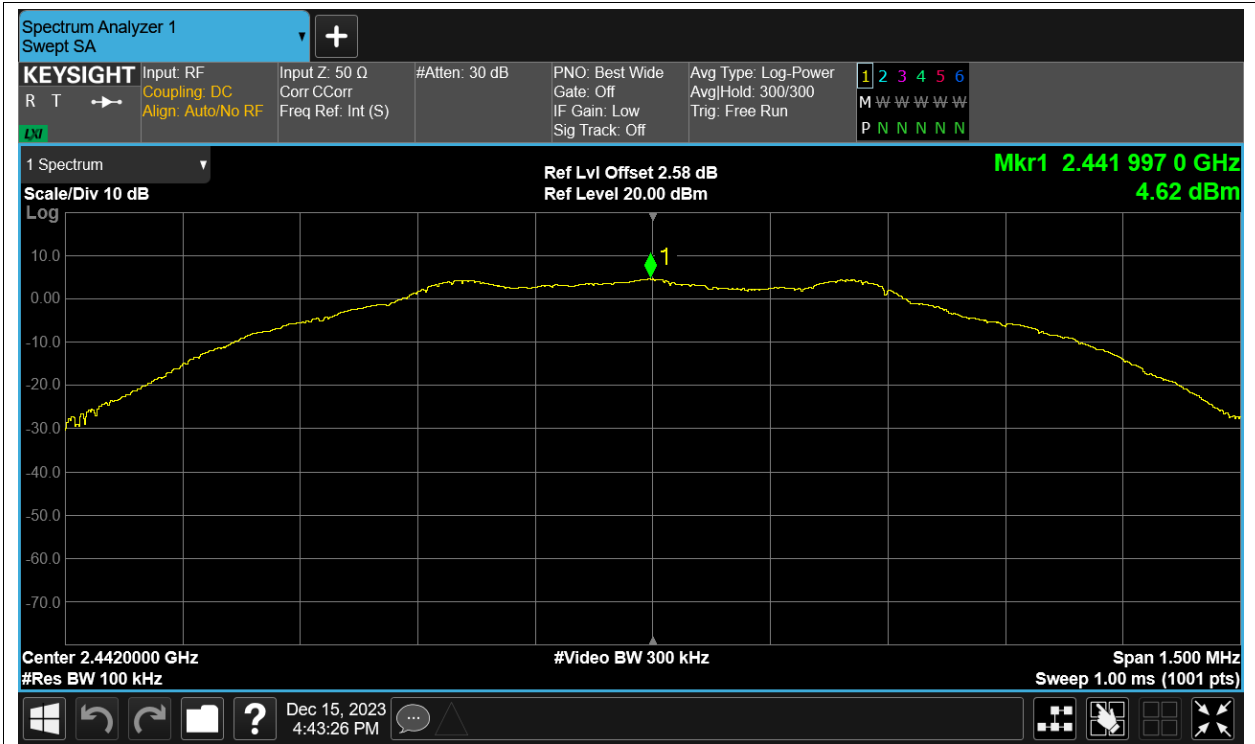 Spectrum Analyzer 1
Swept SA
KEYSIGHT
R T
LXI
Input: RF
Coupling: DC
Align: Auto/No RF
Input Z: 50 Ω
Corr CCorr
Freq Ref: Int (S)
#Atten: 30 dB
PNO: Best Wide
Gate: Off
IF Gain: Low
Sig Track: Off
Avg Type: Log-Power
Avg|Hold: 300/300
Trig: Free Run
1 2 3 4 5 6
M W W W W W W
P N N N N N N
1 Spectrum
Scale/Div 10 dB
Log
Ref Lvl Offset 2.58 dB
Ref Level 20.00 dBm
Mkr1 2.441 997 0 GHz
4.62 dBm
1
10.0
0.00
-10.0
-20.0
-30.0
-40.0
-50.0
-60.0
-70.0
Center 2.4420000 GHz
#Res BW 100 kHz
#Video BW 300 kHz
Span 1.500 MHz
Sweep 1.00 ms (1001 pts)
?
Dec 15, 2023
4:43:26 PM